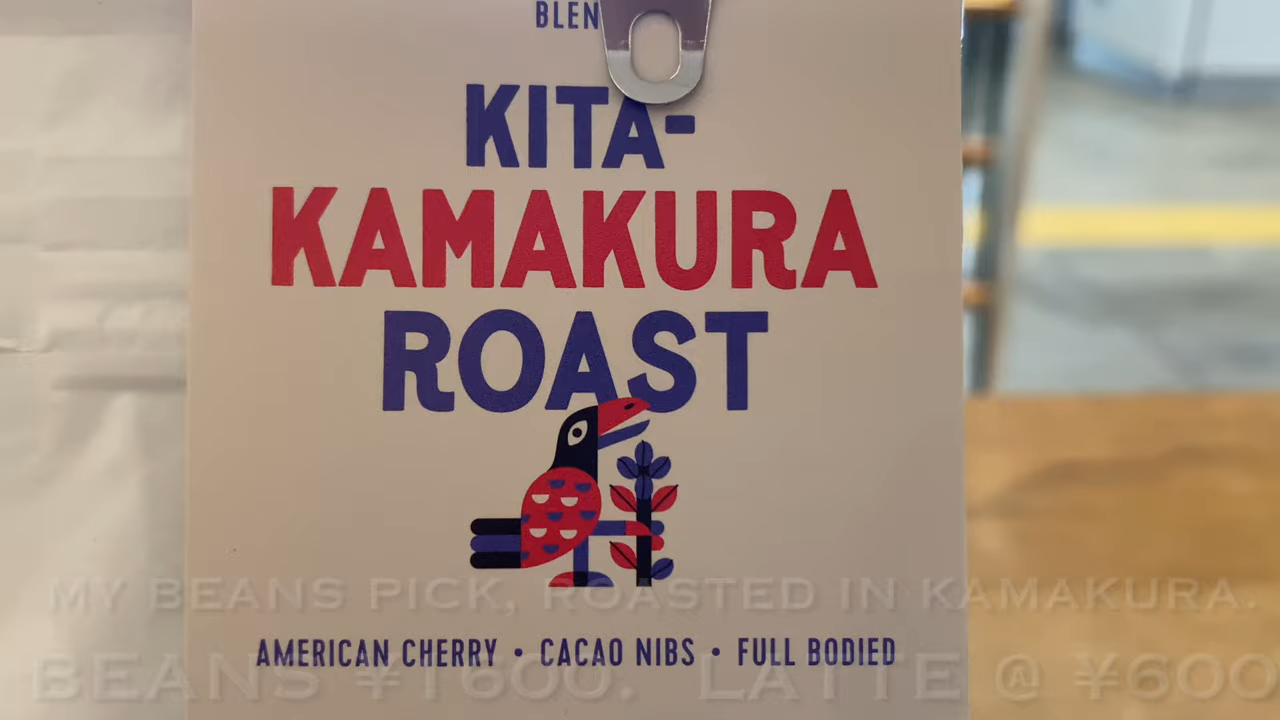 BLEN
KITA-
KAMAKURA
ROAST
MY BEANS PICK, ROASTED IN KAMAKURA.
AMERICAN CHERRY • CACAO NIBS • FULL BODIED
BEANS ¥1600. LATTE @ ¥600